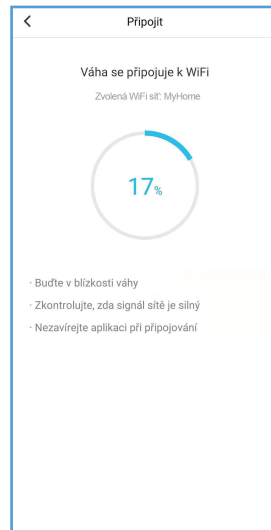 Připojit
Váha se připojuje k WiFi
Zvolená WiFi síť: MyHome
17%
· Buďte v blízkosti váhy
· Zkontrolujte, zda signál sítě je silný
· Nezavírejte aplikaci při připojování